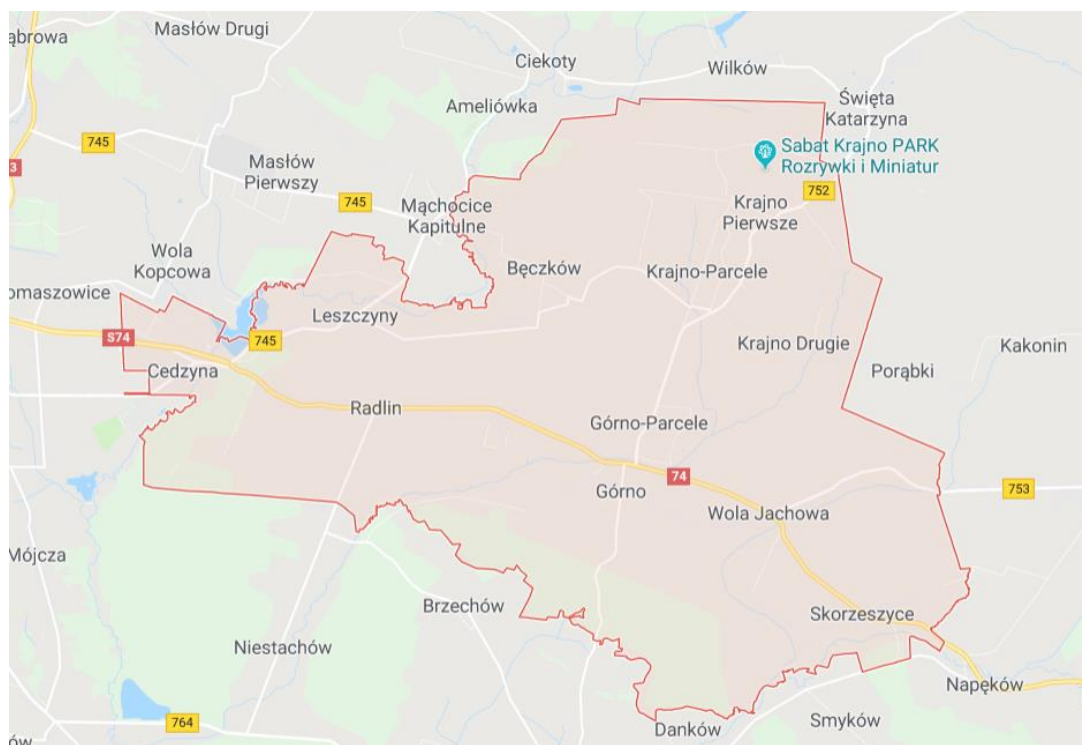 Masłów Drugi
Ciekoty
Wilków
Święta
Katarzyna
Ameliówka
745
Sabat Krajno PARK
Rozrywki i Miniatur
Masłów
Pierwszy
745
752
Mąchocice
Kapitulne
Krajno
Pierwsze
Wola
Kopcowa
Bęczków
Krajno-Parcele
Leszczyny
S74
745
Krajno Drugie
Kakonin
Cedzyna
Porąbki
Radlin
Górno-Parcele
74
Górno
753
Wola Jachowa
Mójcza
Brzechów
Skorzeszyce
Niestachów
Napęków
764
Danków
Smyków